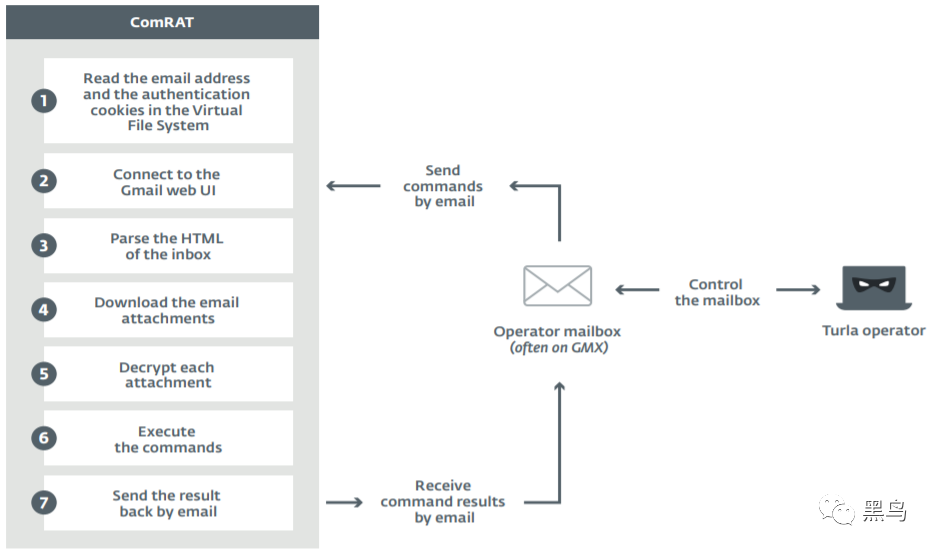 ComRAT
1
Read the email address
and the authentication
cookies in the Virtual
File System
2
Connect to the
Gmail web UI
3
Parse the HTML
of the inbox
4
Download the email
attachments
5
Decrypt each
attachment
6
Execute
the commands
7
Send the result
back by email
Send
commands
by email
Operator mailbox
(often on GMX)
Control
the mailbox
Turla operator
Receive
command results
by email
黑鸟